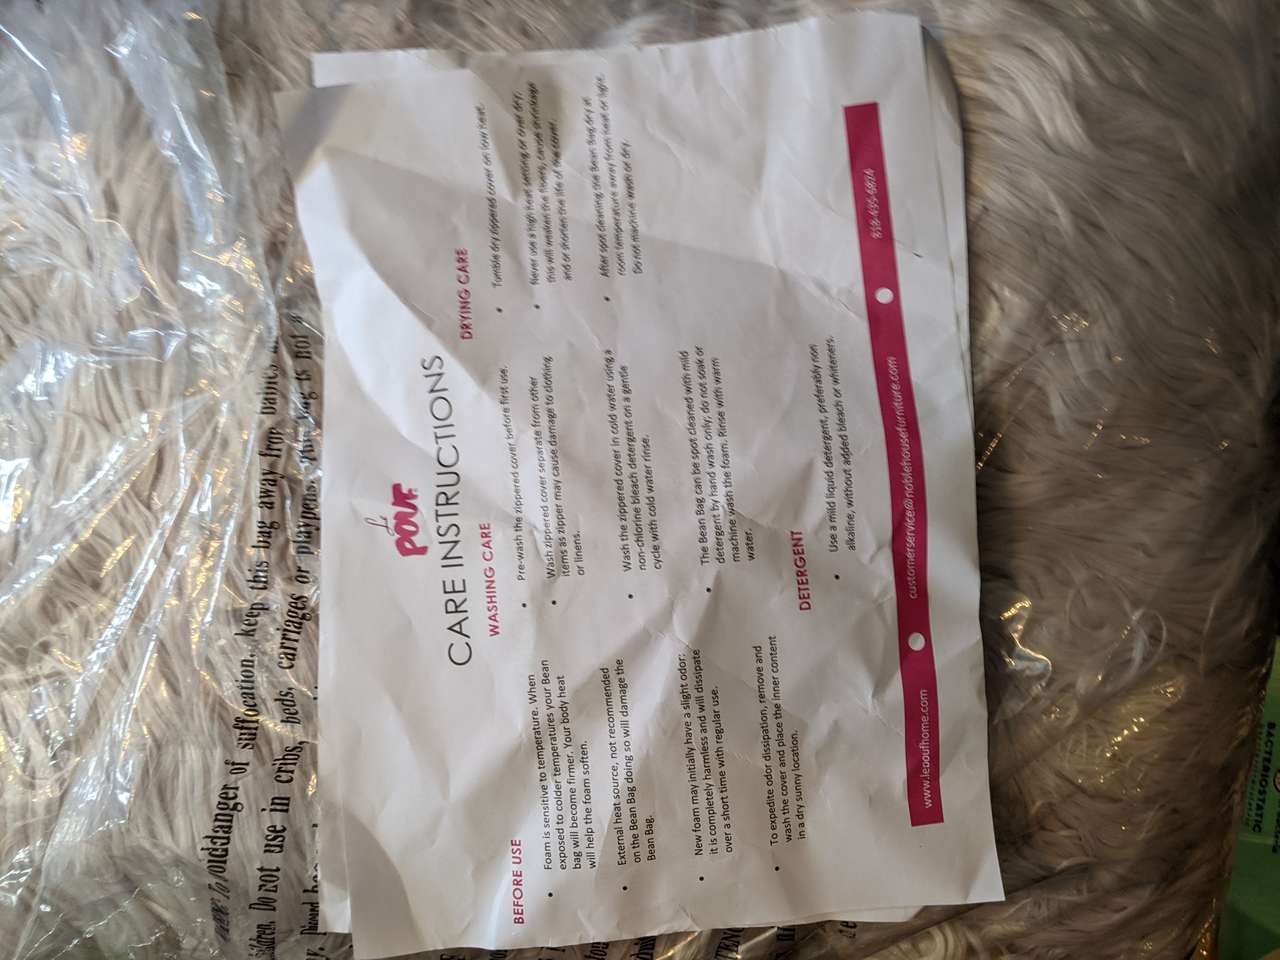 Le
POUF
CARE INSTRUCTIONS
BEFORE USE
• Foam is sensitive to temperature. When
exposed to colder temperatures your Bean
bag will become firmer. Your body heat
will help the foam soften.
• External heat source, not recommended
on the Bean Bag doing so will damage the
Bean Bag.
• New foam may initially have a slight odor;
it is completely harmless and will dissipate
over a short time with regular use.
• To expedite odor dissipation, remove and
wash the cover and place the inner content
in a dry sunny location.
WASHING CARE
• Pre-wash the zippered cover before first use.
• Wash zippered cover separate from other
items as zipper may cause damage to clothing
or linens.
• Wash the zippered cover in cold water using a
non-chlorine bleach detergent on a gentle
cycle with cold water rinse.
• The Bean Bag can be spot cleaned with mild
detergent by hand wash only; do not soak or
machine wash the foam. Rinse with warm
water.
DETERGENT
• Use a mild liquid detergent, preferably non
alkaline, without added bleach or whiteners.
DRYING CARE
• Tumble dry zippered cover on low heat.
• Never use a high heat setting or over dry;
this will weaken the fibers, cause shrinkage
and or shorten the life of the cover.
• After spot cleaning the Bean Bag dry at
room temperature away from heat or light.
Do not machine wash or dry.
www.lepoufhome.com
customerservice@noblehousefurniture.com
danger of suffocation, keep this bag away from babies
Do not use in cribs, beds, carriages or playpens. This bag is not a
BACTERIOSTATIC